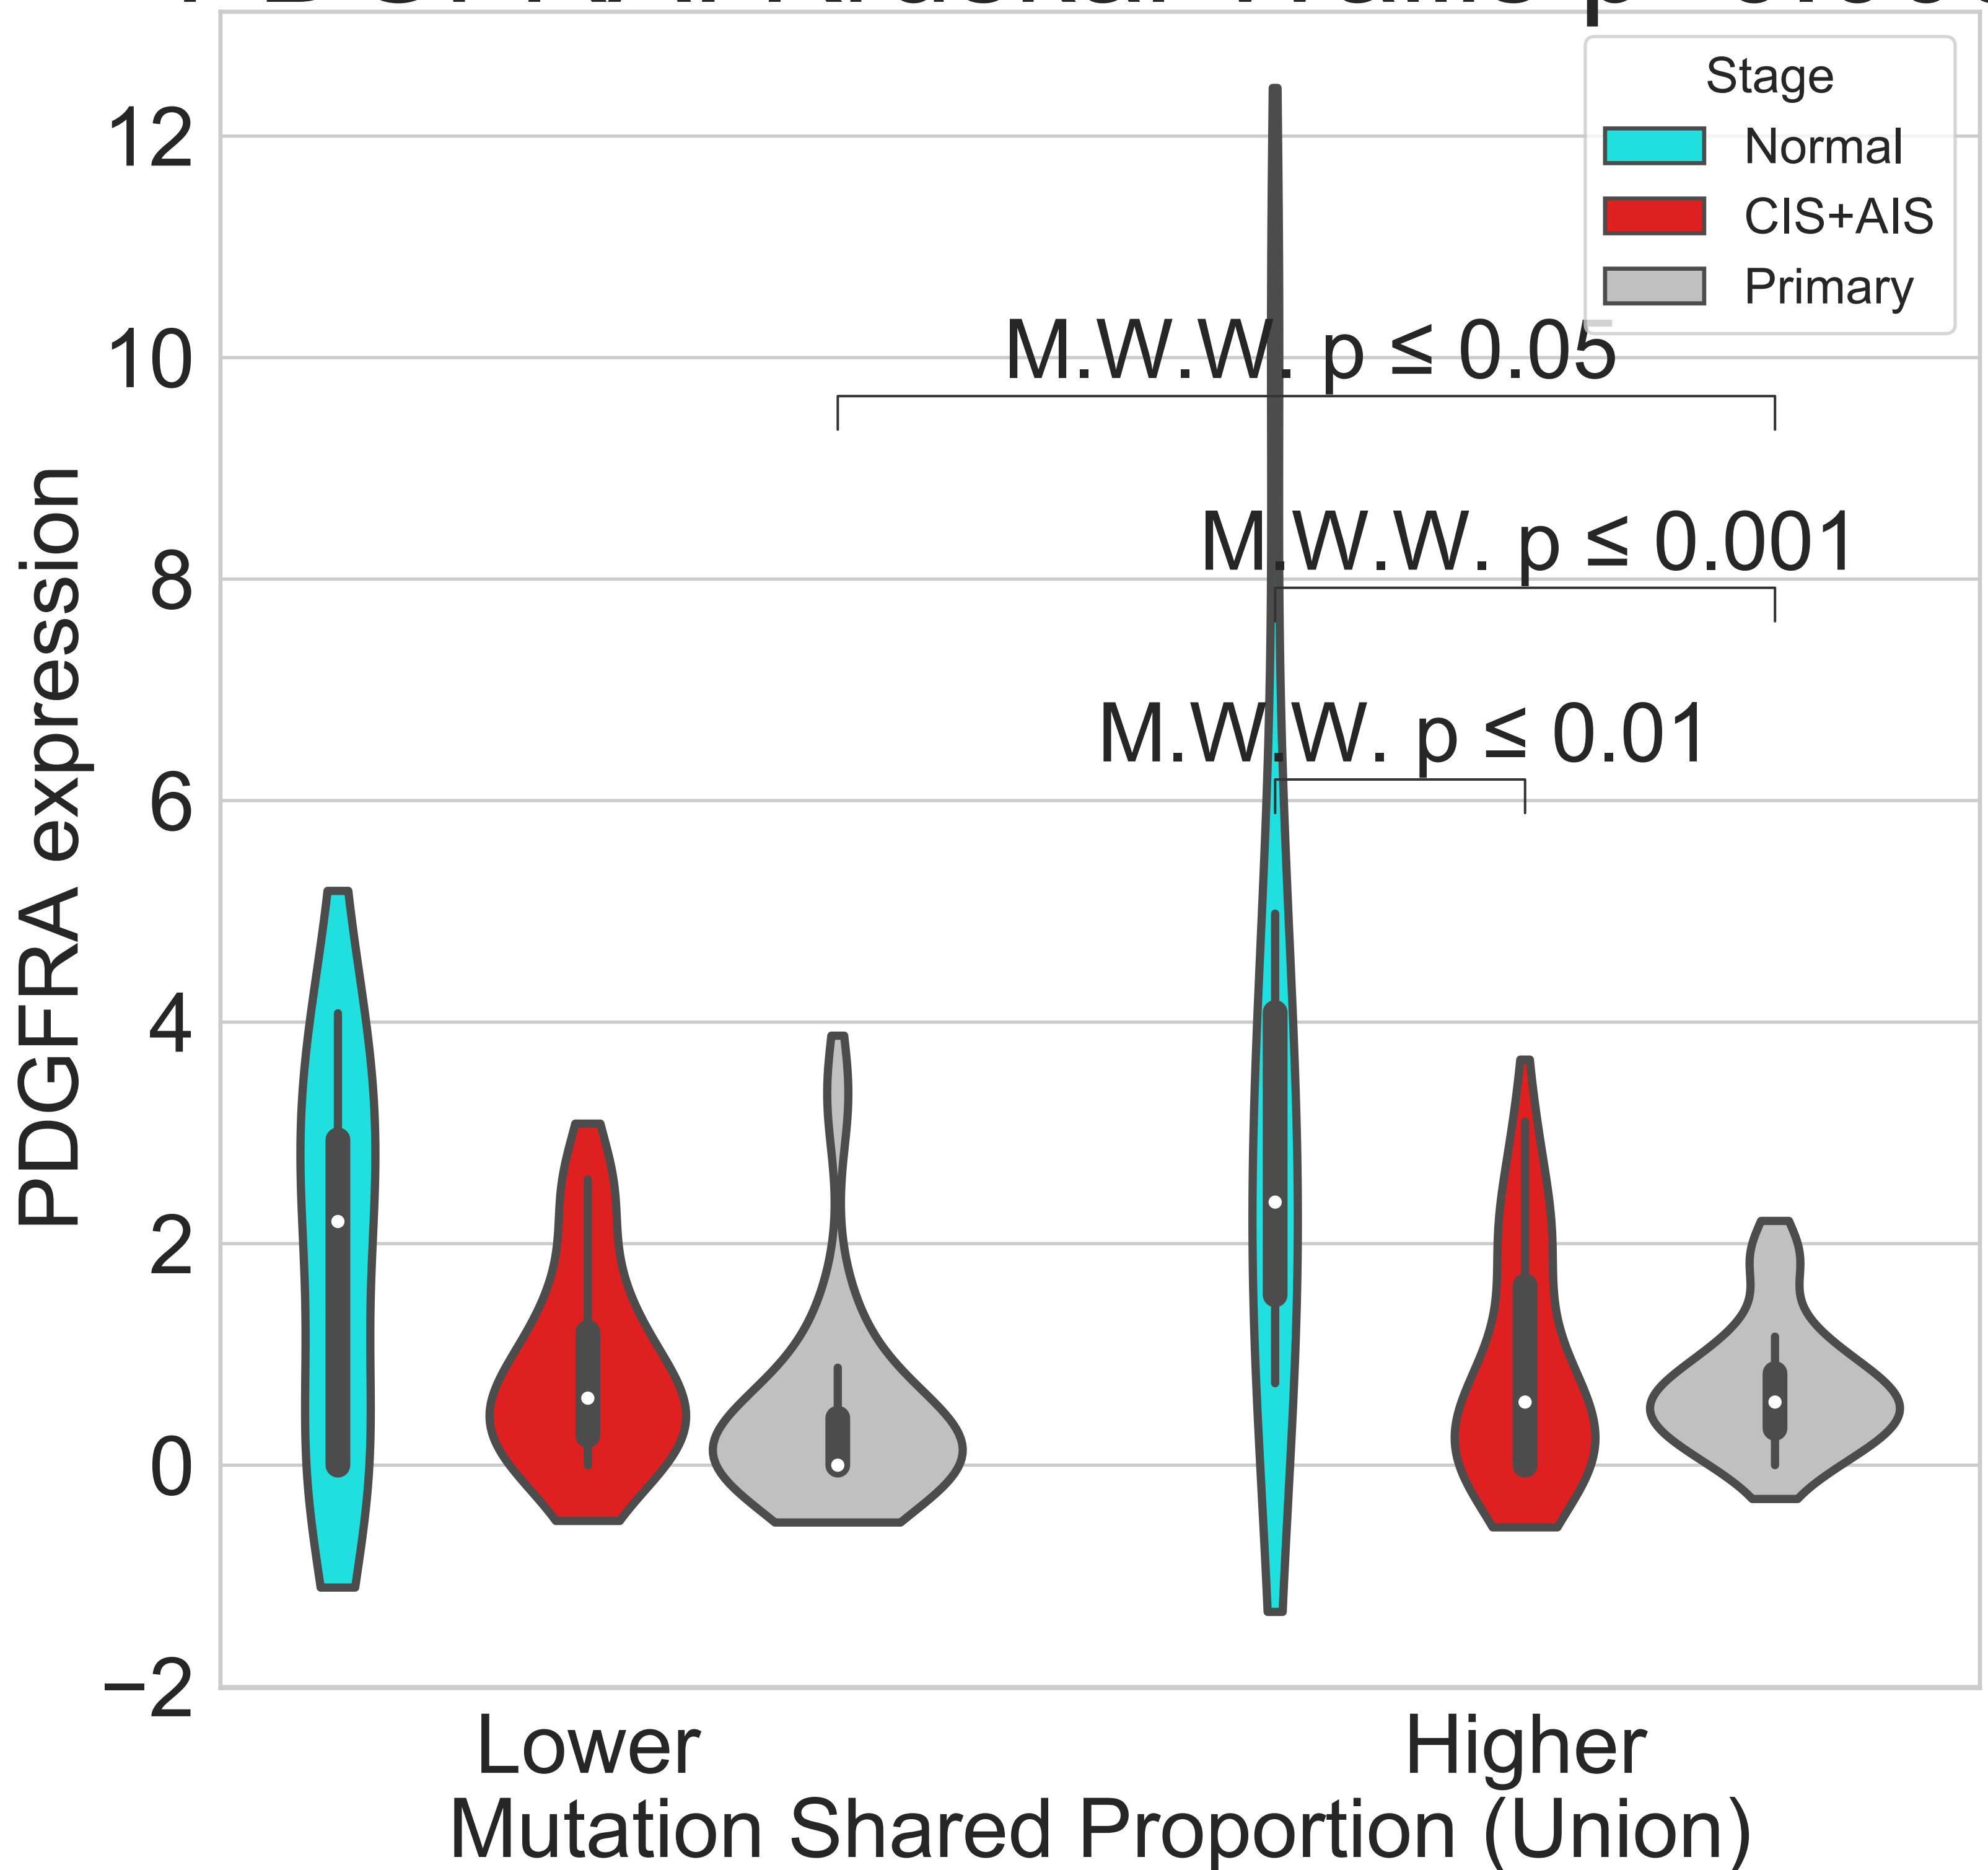 Stage
Normal
CIS+AIS
Primary
12
10
8
6
4
2
0
−2
M.W.W. p ≤ 0.05
M.W.W. p ≤ 0.001
M.W.W. p ≤ 0.01
PDGFRA expression
Lower
Higher
Mutation Shared Proportion (Union)